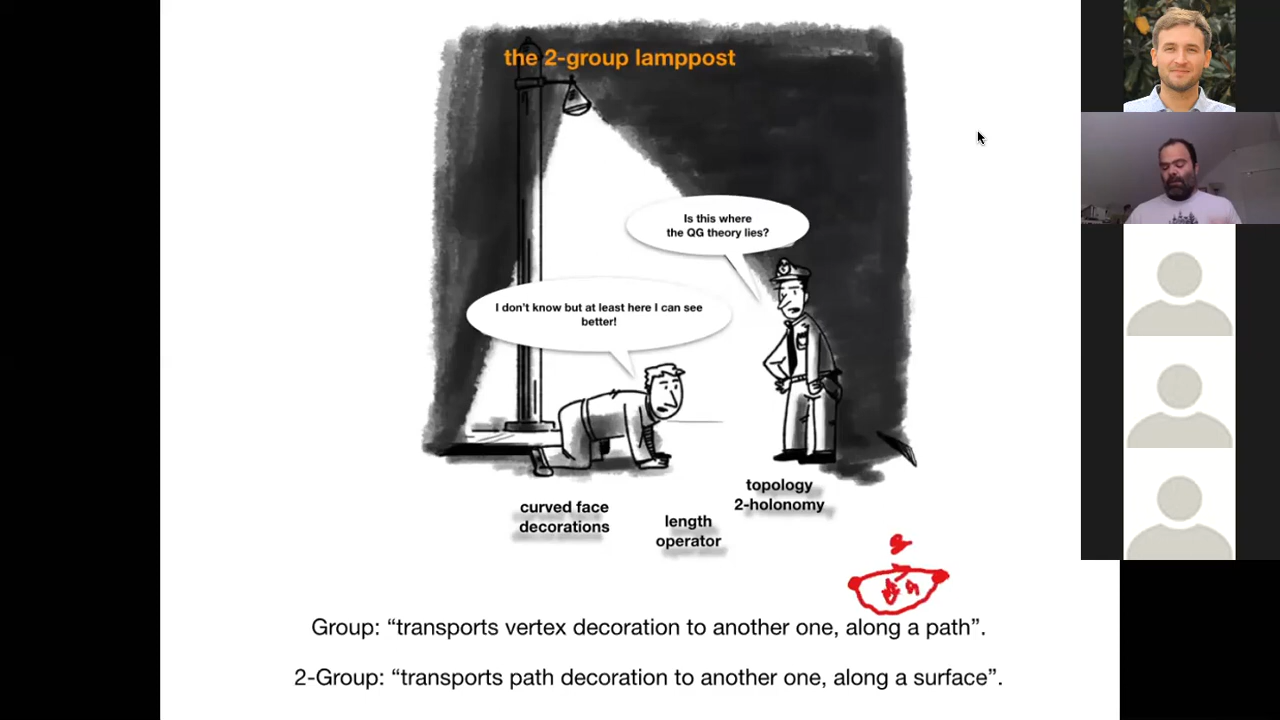 the 2-group lamppost
Is this where
the QG theory lies?
I don't know but at least here I can see
better!
topology
2-holonomy
curved face
decorations
length
operator
Group: “transports vertex decoration to another one, along a path”.
2-Group: “transports path decoration to another one, along a surface”.